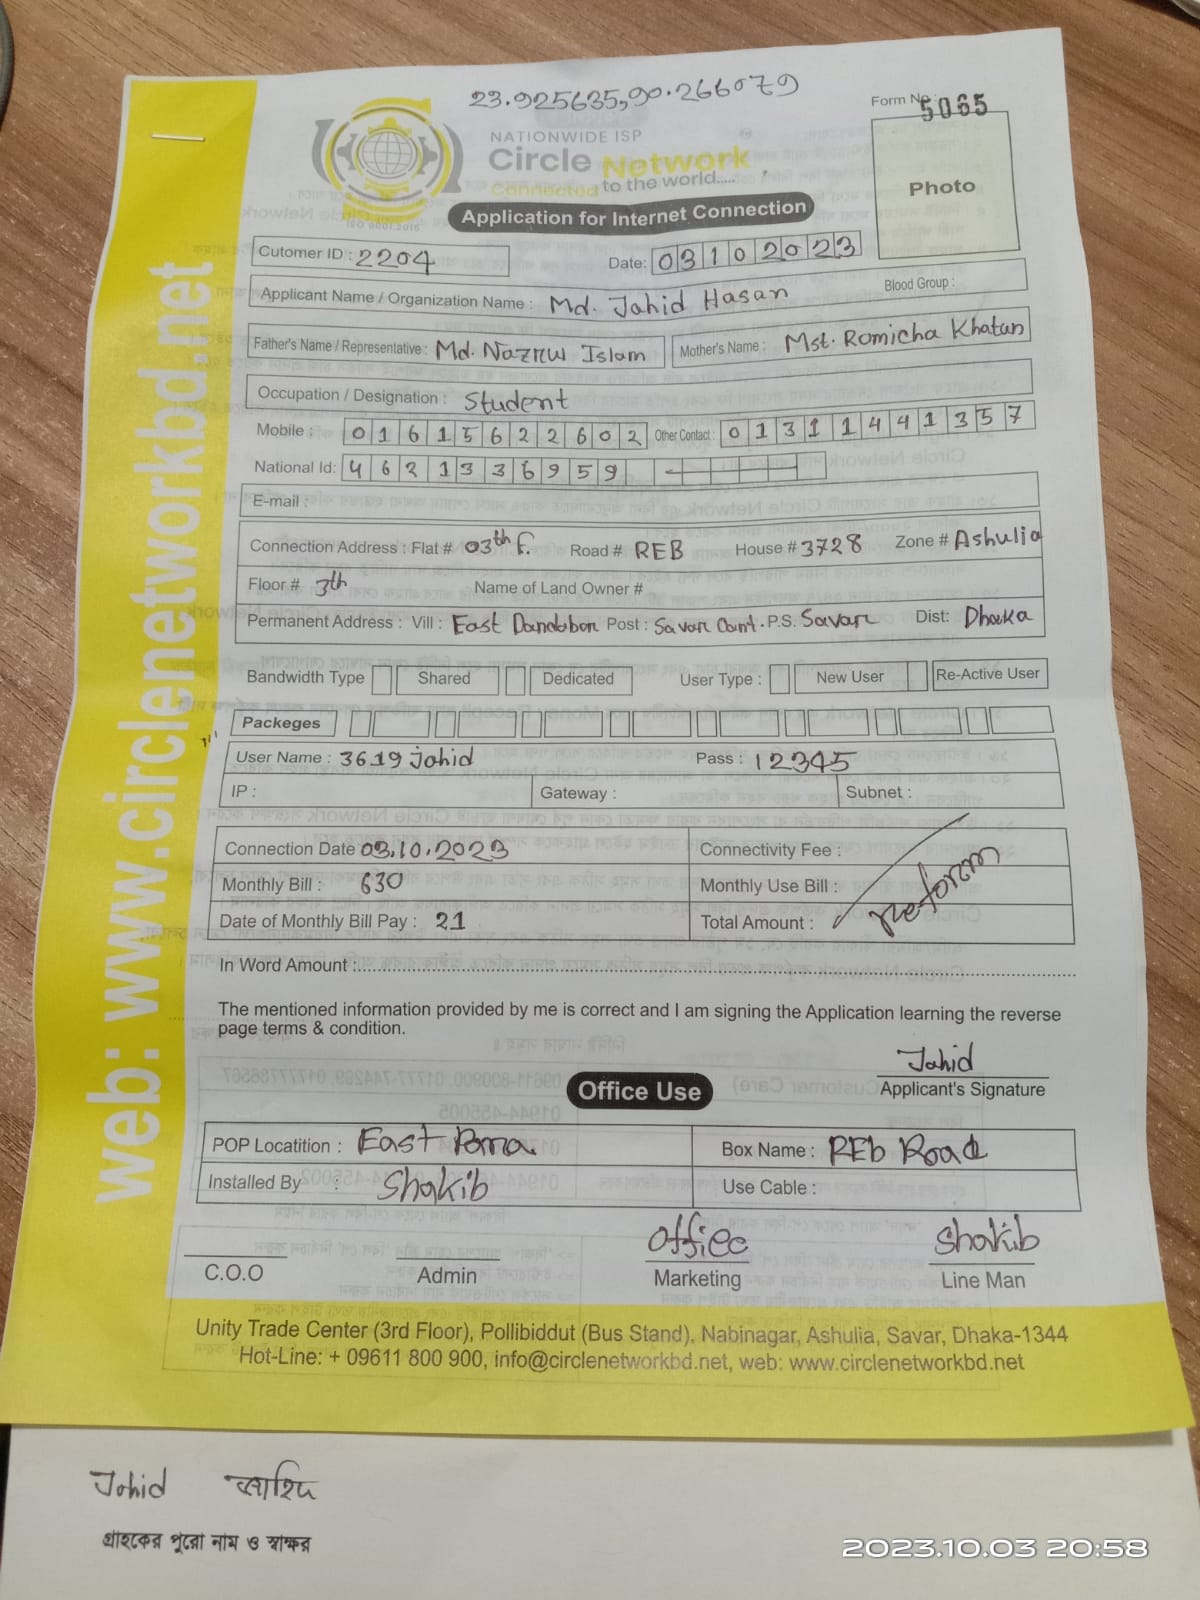 23.925635,90.266079
Form No : 5065
NATIONWIDE ISP
Circle Network
Connected to the world.....
ISO 9001:2015
Photo
Application for Internet Connection
Cutomer ID : 2204 Date: 03102023
Applicant Name / Organization Name : Md. Jahid Hasan Blood Group :
Father's Name / Representative : Md. Nazrul Islam Mother's Name : Mst. Romicha Khatun
Occupation / Designation : Student
Mobile : 01615622602 Other Contact : 01311441357
National Id: 4621336959
E-mail :
Connection Address : Flat # 03th F. Road # REB House # 3728 Zone # Ashulia
Floor # 3th Name of Land Owner #
Permanent Address : Vill : East Dandabor Post : Savar Cant. P.S. Savar Dist: Dhaka
Bandwidth Type Shared Dedicated User Type : New User Re-Active User
Packeges
User Name : 3619 Jahid Pass : 12345
IP : Gateway : Subnet :
Connection Date 03.10.2023 Connectivity Fee :
Monthly Bill : 630 Monthly Use Bill :
Date of Monthly Bill Pay : 21 Total Amount : Reform
In Word Amount :
The mentioned information provided by me is correct and I am signing the Application learning the reverse
page terms & condition.
Jahid
Applicant's Signature
Office Use
POP Locatition : East Para Box Name : REb Road
Installed By : Shakib Use Cable :
Office Shakib
C.O.O Admin Marketing Line Man
Unity Trade Center (3rd Floor), Pollibiddut (Bus Stand), Nabinagar, Ashulia, Savar, Dhaka-1344
Hot-Line: + 09611 800 900, info@circlenetworkbd.net, web: www.circlenetworkbd.net
web: www.circlenetworkbd.net
Jahid জাহিদ
গ্রাহকের পুরো নাম ও স্বাক্ষর
2023.10.03 20:58